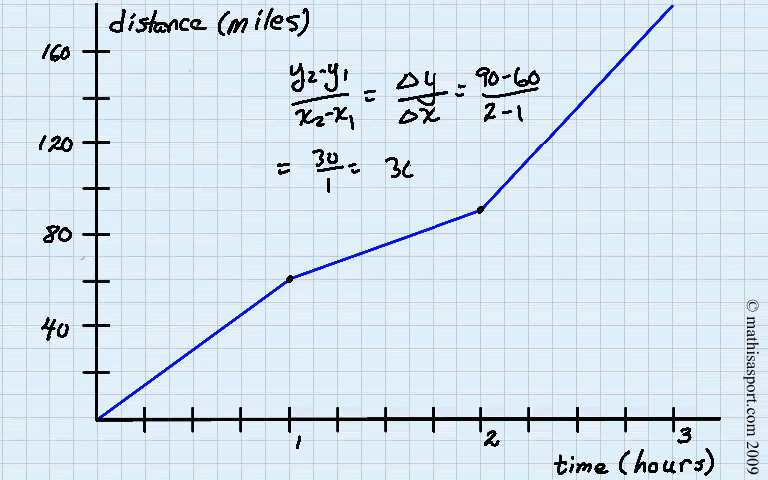 distance (miles)
160
y₂-y₁/x₂-x₁ = Δy/Δx = 90-60/2-1
120
= 30/1 = 30
80
40
1 2 3
time (hours)
© mathisasport.com 2009